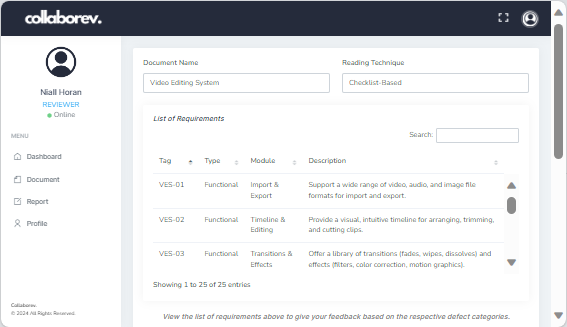 collaborev.
Niall Horan
REVIEWER
Online
MENU
Dashboard
Document
Report
Profile
Collaborev.
© 2024 All Rights Reserved.
Document Name
Reading Technique
Video Editing System
Checklist-Based
List of Requirements
Search:
Tag Type Module Description
VES-01 Functional Import & Support a wide range of video, audio, and image file
Export formats for import and export.
VES-02 Functional Timeline & Provide a visual, intuitive timeline for arranging, trimming,
Editing and cutting clips.
VES-03 Functional Transitions & Offer a library of transitions (fades, wipes, dissolves) and
Effects effects (filters, color correction, motion graphics).
Showing 1 to 25 of 25 entries
View the list of requirements above to give your feedback based on the respective defect categories.